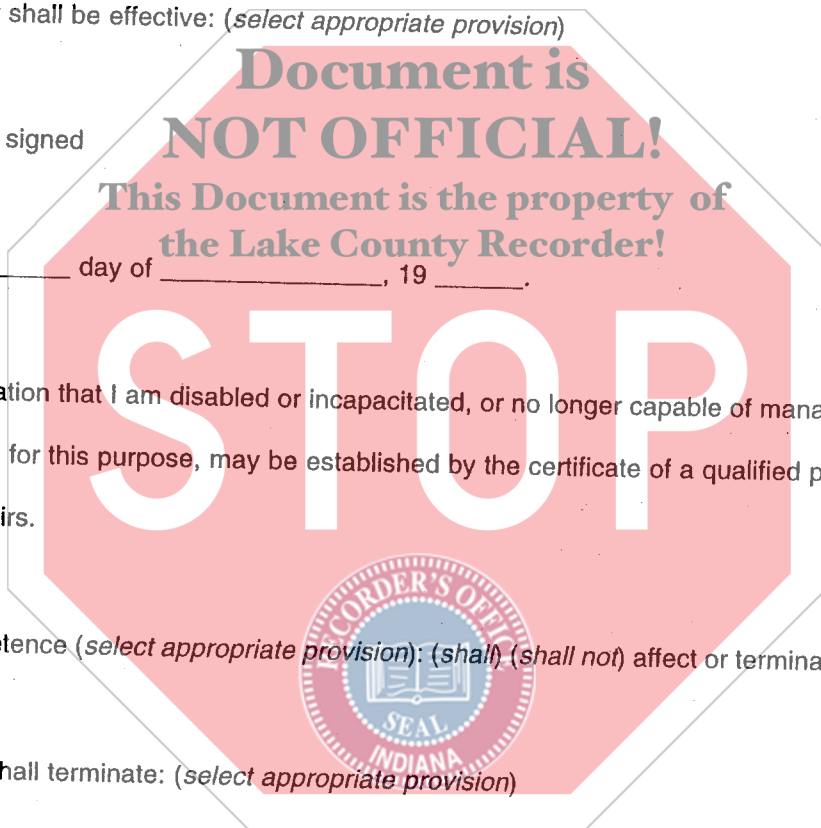 shall be effective: (select appropriate provision)
Document is
NOT OFFICIAL!
signed
This Document is the property of
the Lake County Recorder!
day of ____________, 19 ______.
STOP
ation that I am disabled or incapacitated, or no longer capable of mana
for this purpose, may be established by the certificate of a qualified p
irs.
RECORDER'S OFFICE
tence (select appropriate provision): (shall) (shall not) affect or termina
SEAL
INDIANA
hall terminate: (select appropriate provision)